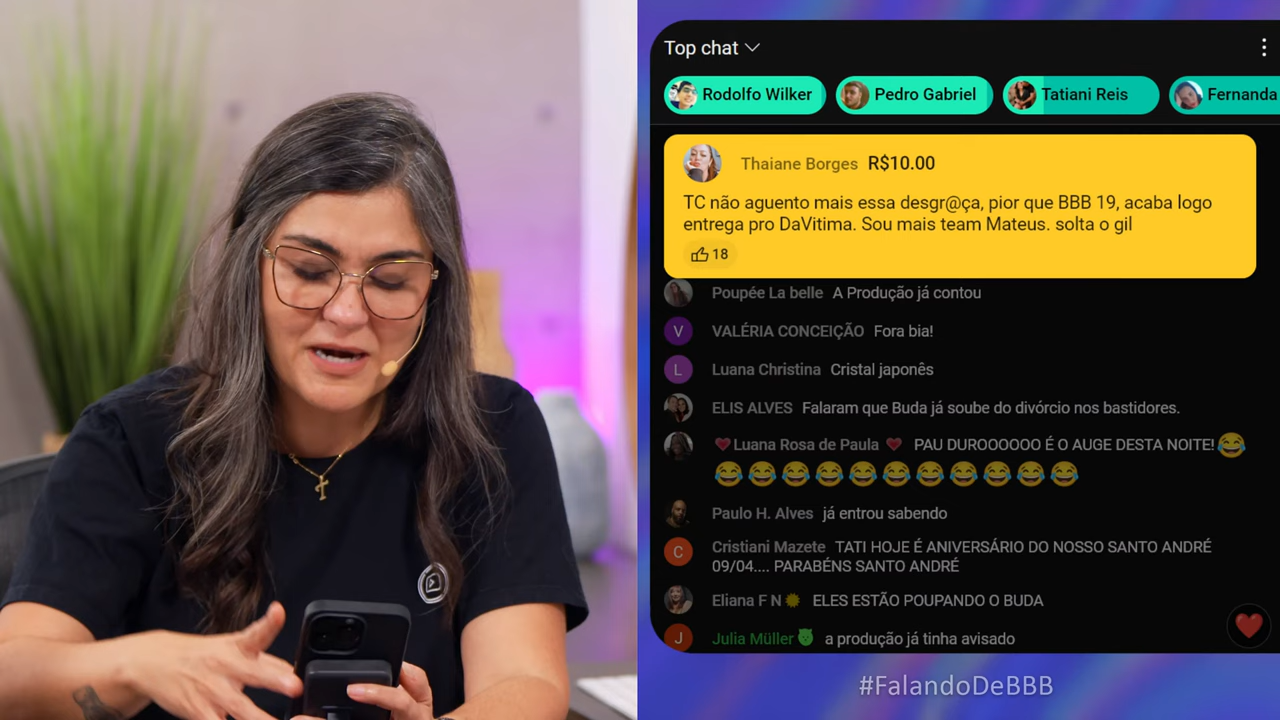 Top chat
Rodolfo Wilker
Pedro Gabriel
Tatiani Reis
Fernanda
Thaiane Borges R$10.00
TC não aguento mais essa desgr@ça, pior que BBB 19, acaba logo
entrega pro DaVitima. Sou mais team Mateus. solta o gil
18
Poupée La belle A Produção já contou
V VALÉRIA CONCEIÇÃO Fora bia!
L Luana Christina Cristal japonês
ELIS ALVES Falaram que Buda já soube do divórcio nos bastidores.
❤Luana Rosa de Paula ❤ PAU DUROOOOOO É O AUGE DESTA NOITE!😂
😂😂😂😂😂😂😂😂😂😂😂
Paulo H. Alves já entrou sabendo
C Cristiani Mazete TATI HOJE É ANIVERSÁRIO DO NOSSO SANTO ANDRÉ
09/04.... PARABÉNS SANTO ANDRÉ
Eliana F N ELES ESTÃO POUPANDO O BUDA
J Julia Müller a produção já tinha avisado
#FalandoDeBBB